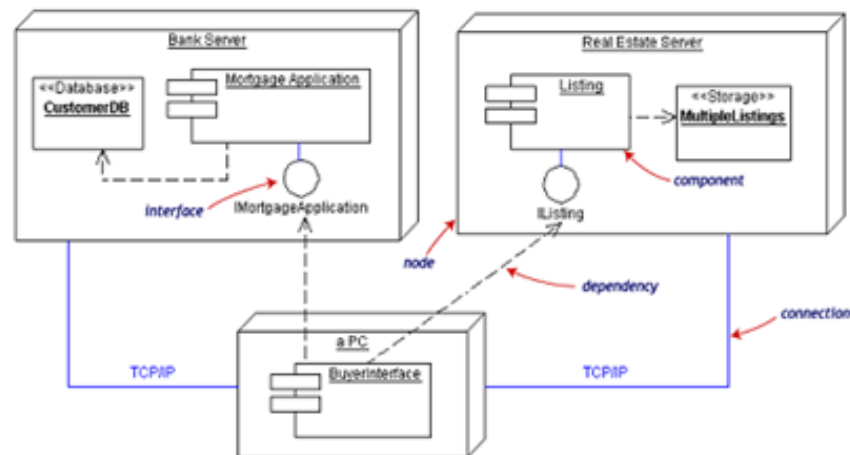 Bank Server
<<Database>>
CustomerDB
Mortgage Application
interface
IMortgageApplication
Real Estate Server
Listing
<<Storage>>
MultipleListings
component
IListing
node
dependency
connection
a PC
BuyerInterface
TCP/IP
TCP/IP